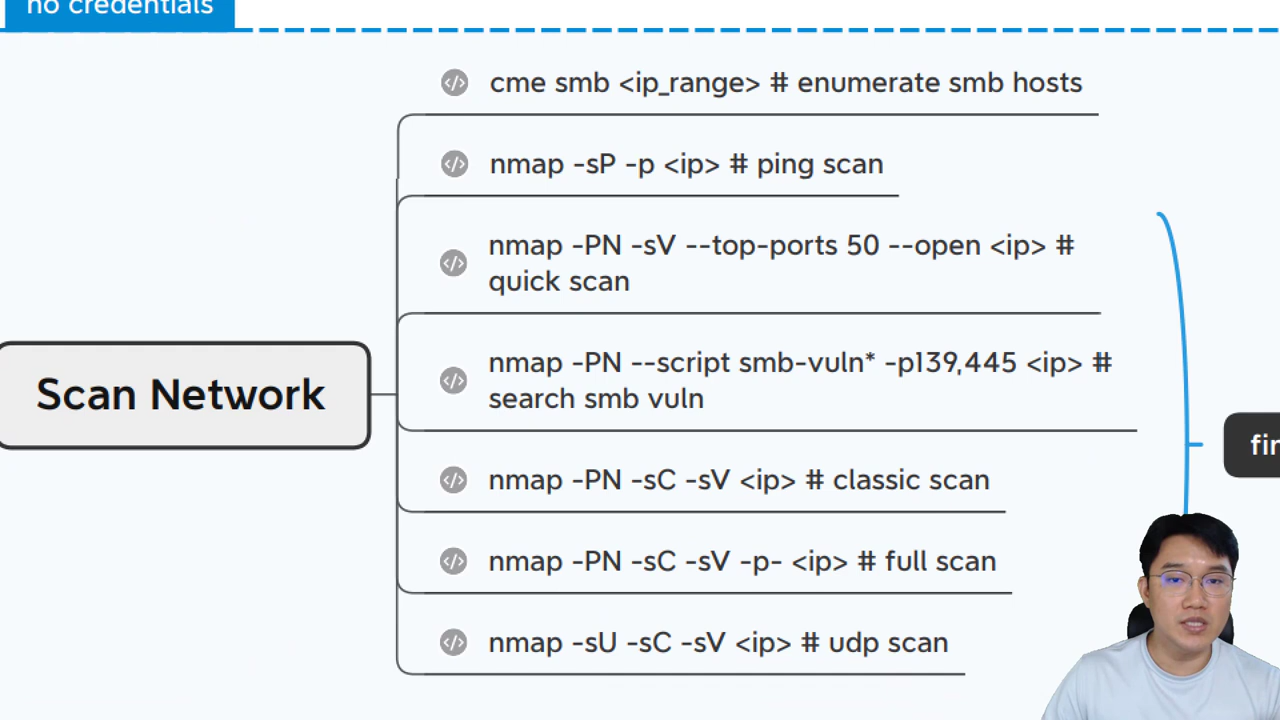 no credentials
cme smb <ip_range> # enumerate smb hosts
nmap -sP -p <ip> # ping scan
nmap -PN -sV --top-ports 50 --open <ip> #
quick scan
nmap -PN --script smb-vuln* -p139,445 <ip> #
search smb vuln
Scan Network
nmap -PN -sC -sV <ip> # classic scan
nmap -PN -sC -sV -p- <ip> # full scan
nmap -sU -sC -sV <ip> # udp scan